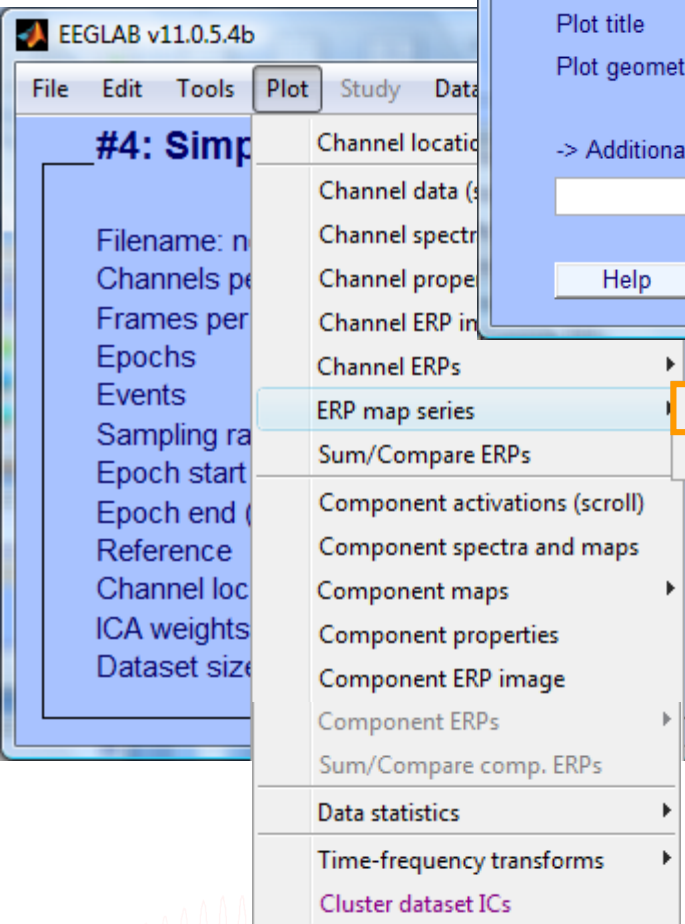 Plot title
Plot geomet
-> Additiona
Help
EEGLAB v11.0.5.4b
File Edit Tools Plot Study Data
#4: Simp
Filename: n
Channels pe
Frames per
Epochs
Events
Sampling ra
Epoch start
Epoch end (
Reference
Channel loc
ICA weights
Dataset size
Channel locatio
Channel data (s
Channel spectr
Channel proper
Channel ERP im
Channel ERPs
ERP map series
Sum/Compare ERPs
Component activations (scroll)
Component spectra and maps
Component maps
Component properties
Component ERP image
Component ERPs
Sum/Compare comp. ERPs
Data statistics
Time-frequency transforms
Cluster dataset ICs